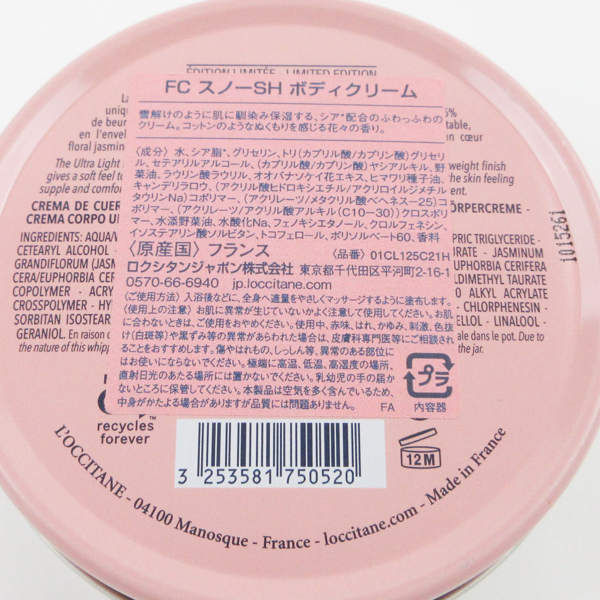 ÉDITION LIMITÉE - LIMITED EDITION
FC スノーSH ボディクリーム
雪解けのように肌に馴染み保湿する、シア*配合のふわっふわの
クリーム。コットンのようなぬくもりを感じる花々の香り。
〈成分〉水、シア脂*、グリセリン、トリ(カプリル酸/カプリン酸)グリセリ
ル、セテアリルアルコール、(カプリル酸/カプリン酸)ヤシアルキル、野
菜油、ラウリン酸ラウリル、オオバナソケイ花エキス、ヒマワリ種子油、
キャンデリラロウ、(アクリル酸ヒドロキシエチル/アクリロイルジメチル
タウリンNa)コポリマー、(アクリレーツ/メタクリル酸ベヘネス-25)コ
ポリマー、(アクリレーツ/アクリル酸アルキル(C10-30))クロスポリ
マー、水添野菜油、水酸化Na、フェノキシエタノール、クロルフェネシン、
イソステアリン酸ソルビタン、トコフェロール、ポリソルベート60、香料
〈原産国〉フランス 〈品番〉01CL125C21H
ロクシタンジャポン株式会社 東京都千代田区平河町2-16-1
0570-66-6940 jp.loccitane.com
〈ご使用方法〉入浴後などに、全身へ適量をやさしくマッサージするように塗布します。
〈使用上の注意〉お肌に異常が生じていないかよく注意して使用してください。お肌
に合わないときは、ご使用をおやめください。使用中、赤味、はれ、かゆみ、刺激、色抜
け(白斑等)や黒ずみ等の異常があらわれた場合は、皮膚科専門医等にご相談され
ることをおすすめします。傷やはれもの、しっしん等、異常のある部位に
はお使いにならないでください。極端に高温、低温、高湿度の場所、
直射日光のあたる場所には置かないでください。乳幼児の手の届か
ないところに保管してください。本製品は空気を多く含んでいるため、
中身がかたよる場合がありますが品質には問題ありません。 FA
プラ
内容器
uniq
de beur
en l'envel
floral jasmin
The Ultra Light
gives a soft feel to
supple and comfor
CREMA DE CUER
CREMA CORPO U
INGREDIENTS: AQUA/W
CETEARYL ALCOHOL -
GRANDIFLORUM (JASM
CERA/EUPHORBIA CER
COPOLYMER - ACRYL
CROSSPOLYMER - HY
SORBITAN ISOSTEAR
GERANIOL. En raison d
the nature of this whipp
table,
cœur
weight finish
the skin feeling
ÖRPERCREME -
PRIC TRIGLYCERIDE -
URATE - JASMINUM
EUPHORBIA CERIFERA
LDIMETHYL TAURATE
30 ALKYL ACRYLATE
- CHLORPHENESIN
ELLOL - LINALOOL -
ale dans le pot. Due to
the jar.
101F261
recycles
forever
3 253581 750520
12M
L'OCCITANE - 04100 Manosque - France - loccitane.com - Made in France